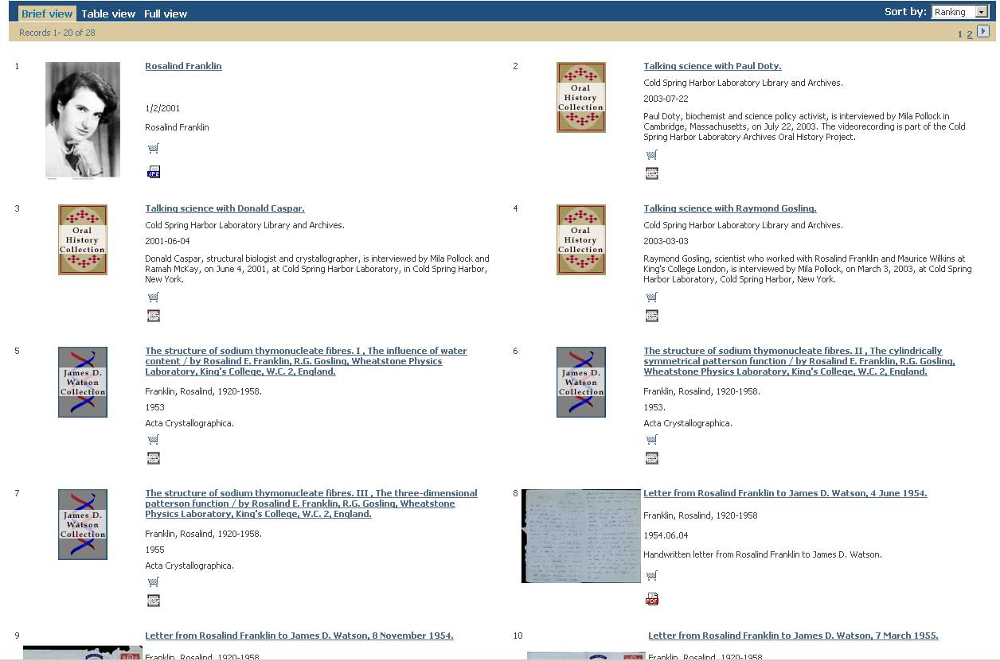 Brief view Table view Full view Sort by: Ranking
Records 1- 20 of 28 1 2
1
Rosalind Franklin
1/2/2001
Rosalind Franklin
JP2
2
Oral
History
Collection
Talking science with Paul Doty.
Cold Spring Harbor Laboratory Library and Archives.
2003-07-22
Paul Doty, biochemist and science policy activist, is interviewed by Mila Pollock in
Cambridge, Massachusetts, on July 22, 2003. The videorecording is part of the Cold
Spring Harbor Laboratory Archives Oral History Project.
3
Oral
History
Collection
Talking science with Donald Caspar.
Cold Spring Harbor Laboratory Library and Archives.
2001-06-04
Donald Caspar, structural biologist and crystallographer, is interviewed by Mila Pollock and
Ramah McKay, on June 4, 2001, at Cold Spring Harbor Laboratory, in Cold Spring Harbor,
New York.
4
Oral
History
Collection
Talking science with Raymond Gosling.
Cold Spring Harbor Laboratory Library and Archives.
2003-03-03
Raymond Gosling, scientist who worked with Rosalind Franklin and Maurice Wilkins at
King's College London, is interviewed by Mila Pollock, on March 3, 2003, at Cold Spring
Harbor Laboratory, Cold Spring Harbor, New York.
5
James D.
Watson
Collection
The structure of sodium thymonucleate fibres. I , The influence of water
content / by Rosalind E. Franklin, R.G. Gosling, Wheatstone Physics
Laboratory, King's College, W.C. 2, England.
Franklin, Rosalind, 1920-1958.
1953
Acta Crystallographica.
6
James D.
Watson
Collection
The structure of sodium thymonucleate fibres. II , The cylindrically
symmetrical patterson function / by Rosalind E. Franklin, R.G. Gosling,
Wheatstone Physics Laboratory, King's College, W.C. 2, England.
Franklin, Rosalind, 1920-1958.
1953.
Acta Crystallographica.
7
James D.
Watson
Collection
The structure of sodium thymonucleate fibres. III , The three-dimensional
patterson function / by Rosalind E. Franklin, R.G. Gosling, Wheatstone
Physics Laboratory, King's College, W.C. 2, England.
Franklin, Rosalind, 1920-1958.
1955
Acta Crystallographica.
8
Letter from Rosalind Franklin to James D. Watson, 4 June 1954.
Franklin, Rosalind, 1920-1958
1954.06.04
Handwritten letter from Rosalind Franklin to James D. Watson.
PDF
9
Letter from Rosalind Franklin to James D. Watson, 8 November 1954.
Franklin, Rosalind, 1920-1958
10
Letter from Rosalind Franklin to James D. Watson, 7 March 1955.
Franklin, Rosalind, 1920-1958